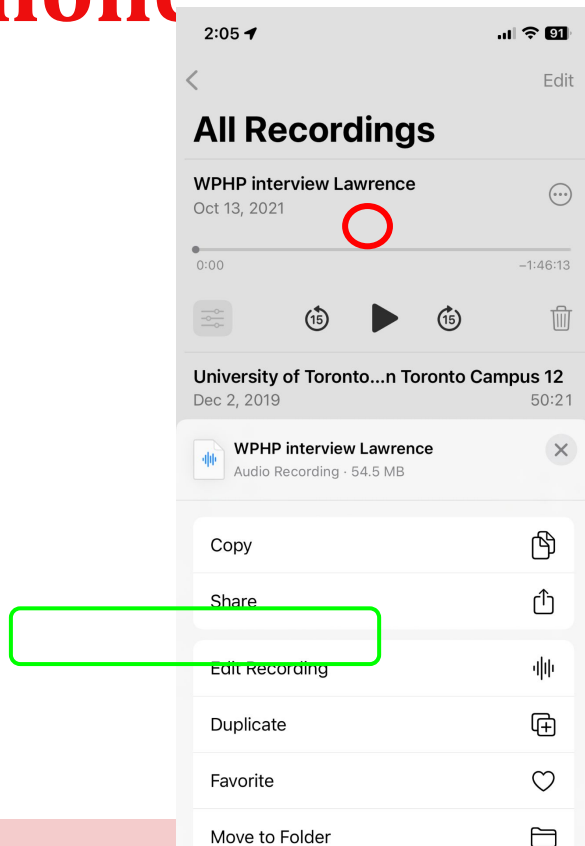 2:05
91
Edit
All Recordings
WPHP interview Lawrence
Oct 13, 2021
0:00 −1:46:13
15 15
University of Toronto...n Toronto Campus 12
Dec 2, 2019 50:21
WPHP interview Lawrence
Audio Recording · 54.5 MB
Copy
Share
Edit Recording
Duplicate
Favorite
Move to Folder